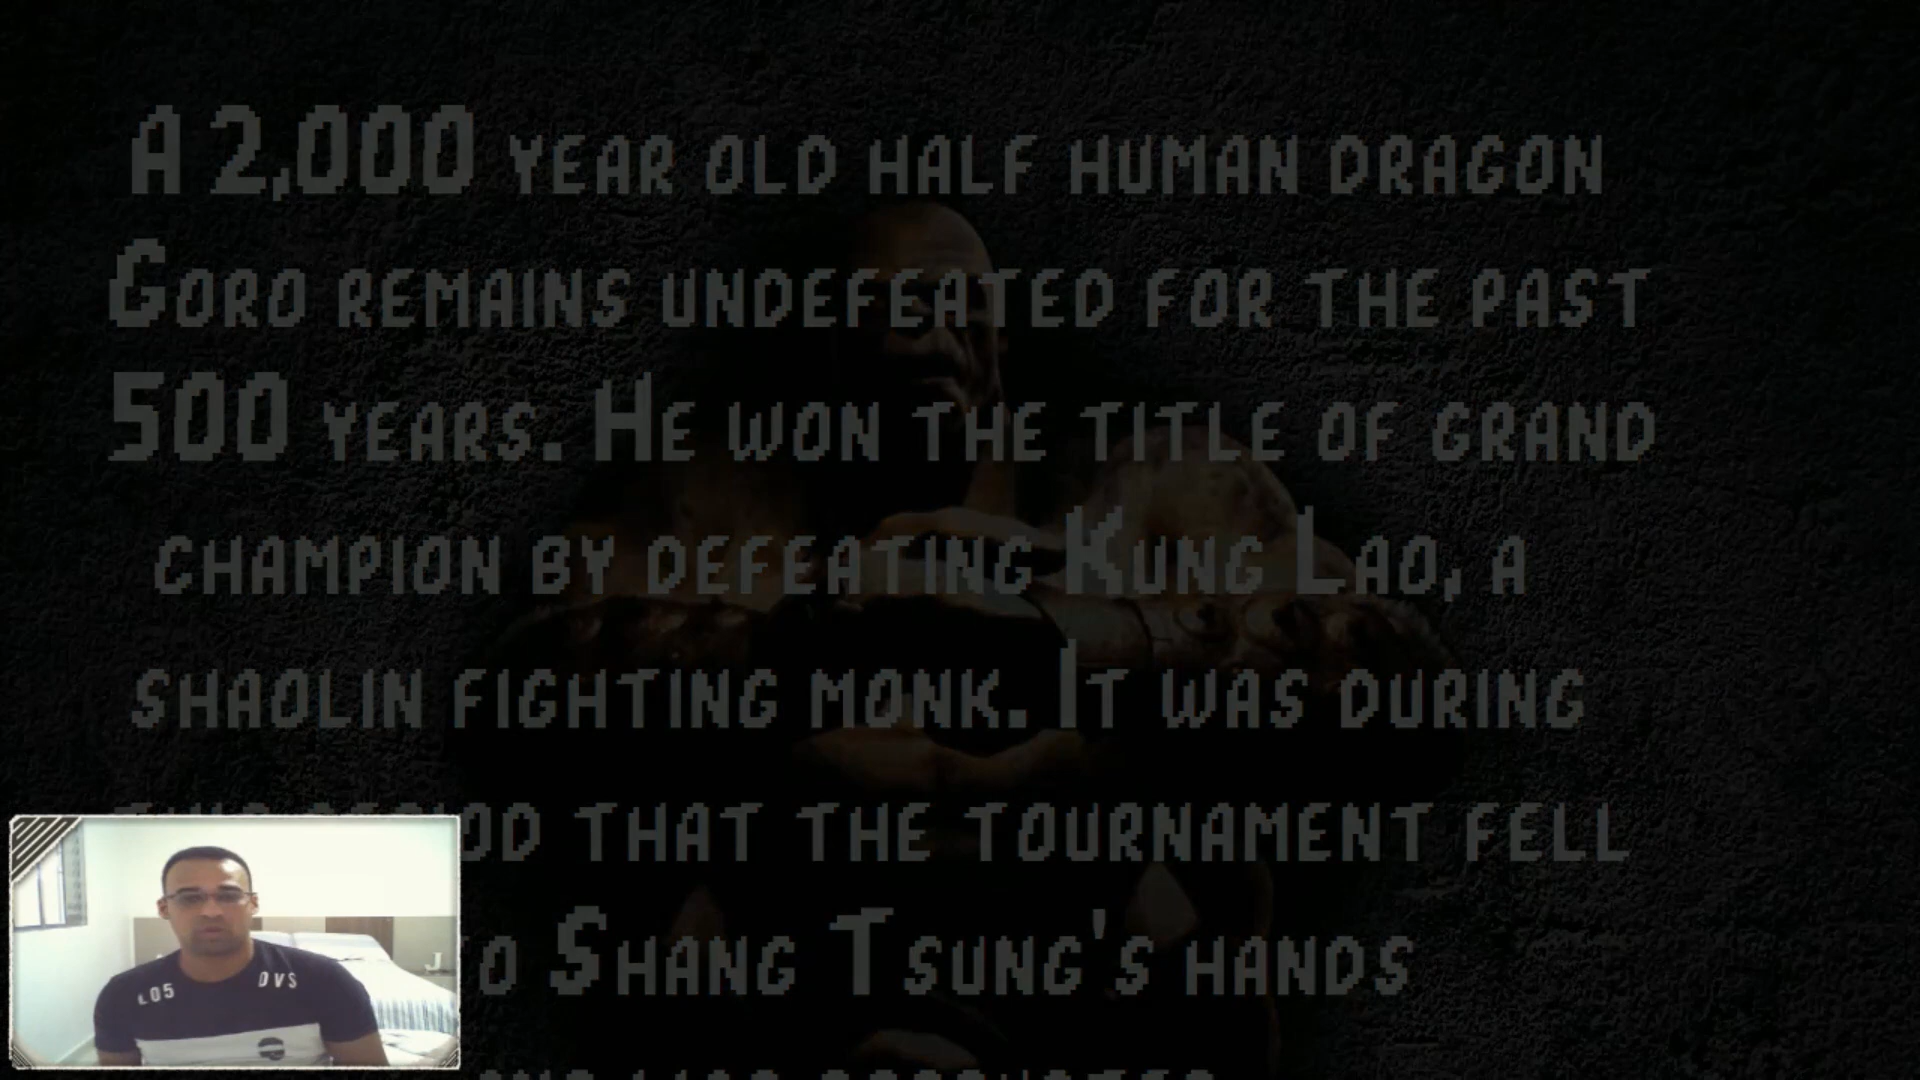 A 2,000 YEAR OLD HALF HUMAN DRAGON
GORO REMAINS UNDEFEATED FOR THE PAST
500 YEARS. HE WON THE TITLE OF GRAND
CHAMPION BY DEFEATING KUNG LAO, A
SHAOLIN FIGHTING MONK. IT WAS DURING
THAT THE TOURNAMENT FELL
SHANG TSUNG'S HANDS
L05 DVS